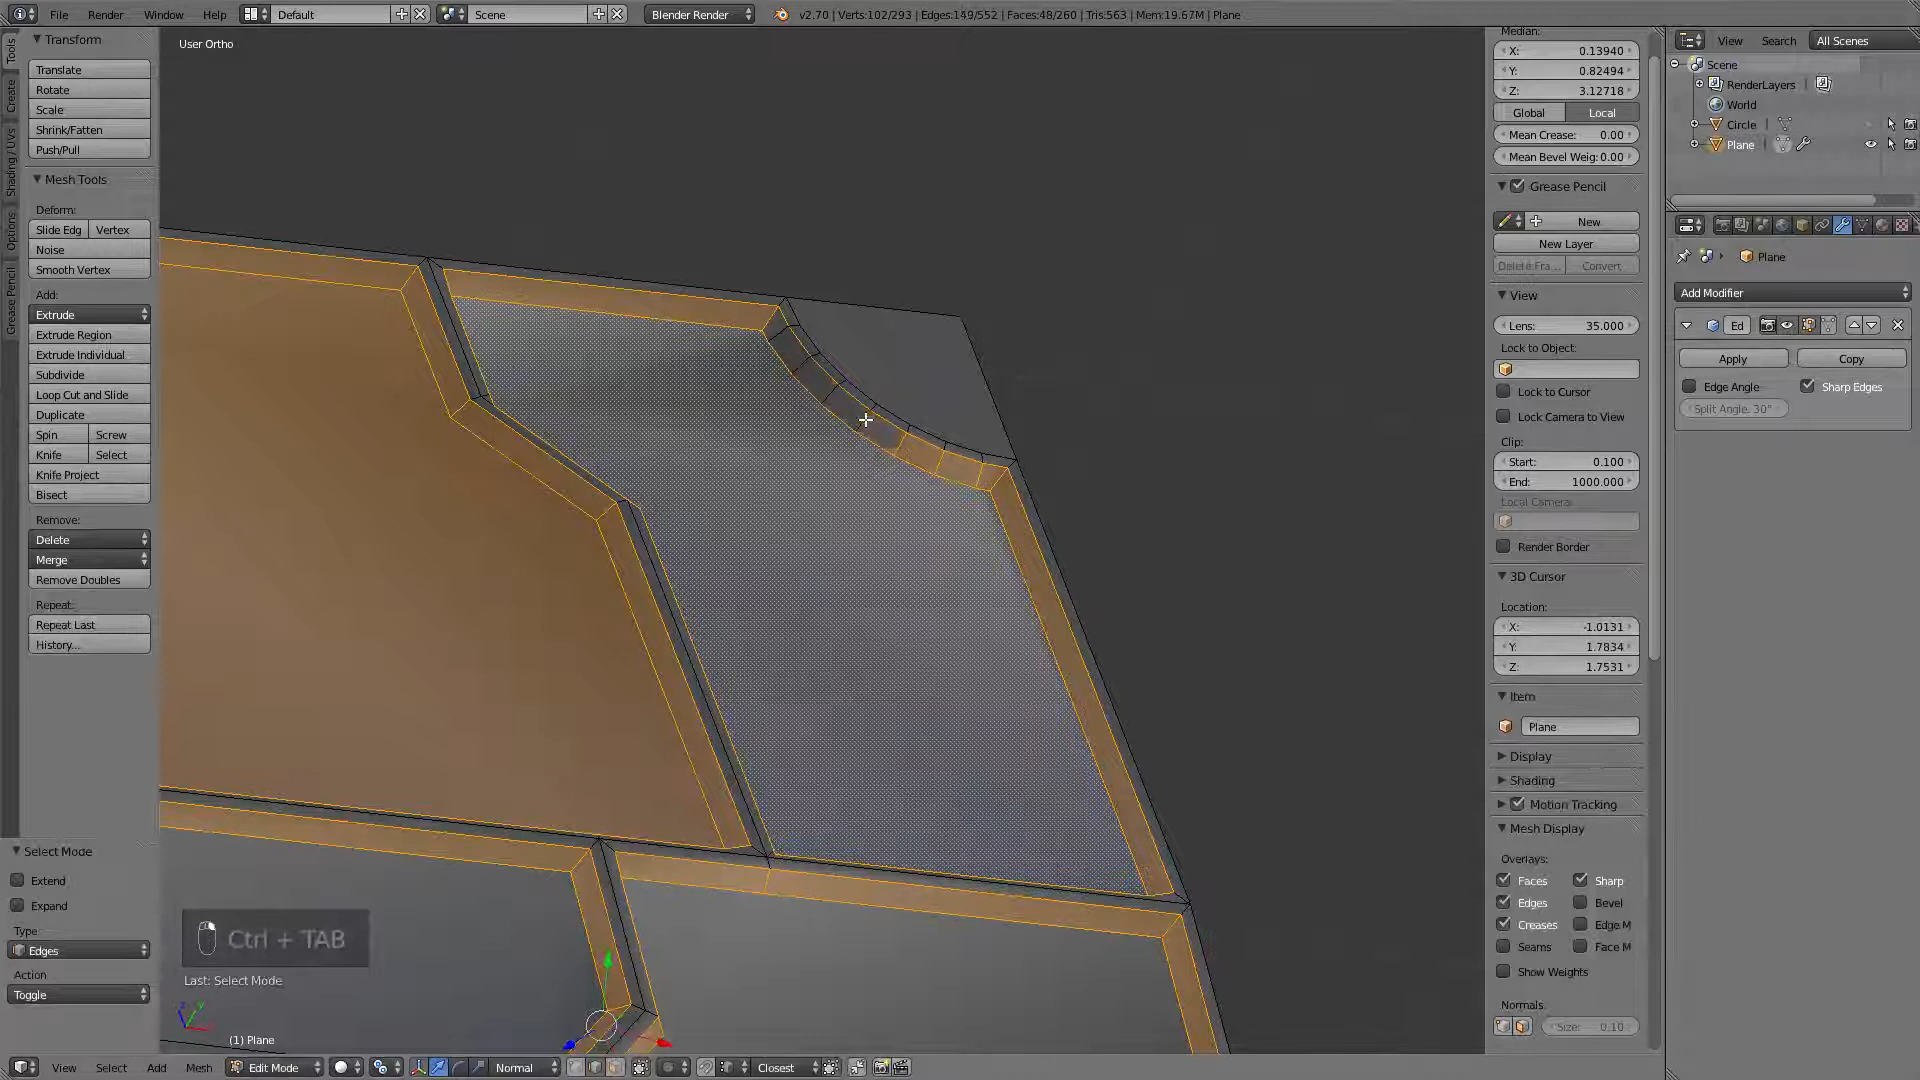 File Render Window Help Default Scene Blender Render v2.70 | Verts:102/293 | Edges:149/552 | Faces:48/260 | Tris:563 | Mem:19.67M | Plane
Tools
Create
Shading / UVs
Options
Grease Pencil
Transform
Translate
Rotate
Scale
Shrink/Fatten
Push/Pull
Mesh Tools
Deform:
Slide Edg Vertex
Noise
Smooth Vertex
Add:
Extrude
Extrude Region
Extrude Individual
Subdivide
Loop Cut and Slide
Duplicate
Spin Screw
Knife Select
Knife Project
Bisect
Remove:
Delete
Merge
Remove Doubles
Repeat:
Repeat Last
History...
Select Mode
Extend
Expand
Type:
Edges
Action
Toggle
User Ortho
Ctrl + TAB
Last: Select Mode
(1) Plane
View Select Add Mesh Edit Mode Normal Closest
Median:
X: 0.13940
Y: 0.82494
Z: 3.12718
Global Local
Mean Crease: 0.00
Mean Bevel Weig: 0.00
Grease Pencil
New
New Layer
Delete Fra... Convert
View
Lens: 35.000
Lock to Object:
Lock to Cursor
Lock Camera to View
Clip:
Start: 0.100
End: 1000.000
Local Camera:
Render Border
3D Cursor
Location:
X: -1.0131
Y: 1.7834
Z: 1.7531
Item
Plane
Display
Shading
Motion Tracking
Mesh Display
Overlays:
Faces Sharp
Edges Bevel
Creases Edge M
Seams Face M
Show Weights
Normals:
Size: 0.10
View Search All Scenes
Scene
RenderLayers |
World
Circle |
Plane |
Plane
Add Modifier
Ed
Apply Copy
Edge Angle Sharp Edges
Split Angle: 30°